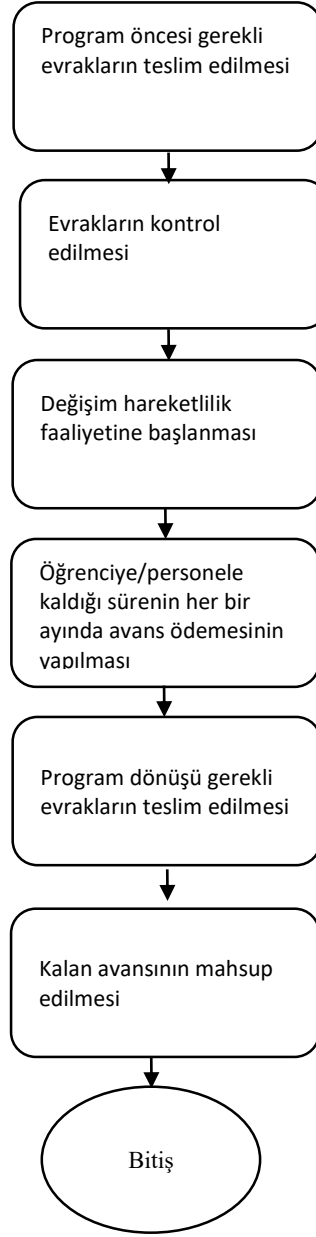 Program öncesi gerekli
evrakların teslim edilmesi
Evrakların kontrol
edilmesi
Değişim hareketlilik
faaliyetine başlanması
Öğrenciye/personele
kaldığı sürenin her bir
ayında avans ödemesinin
yapılması
Program dönüşü gerekli
evrakların teslim edilmesi
Kalan avansının mahsup
edilmesi
Bitiş